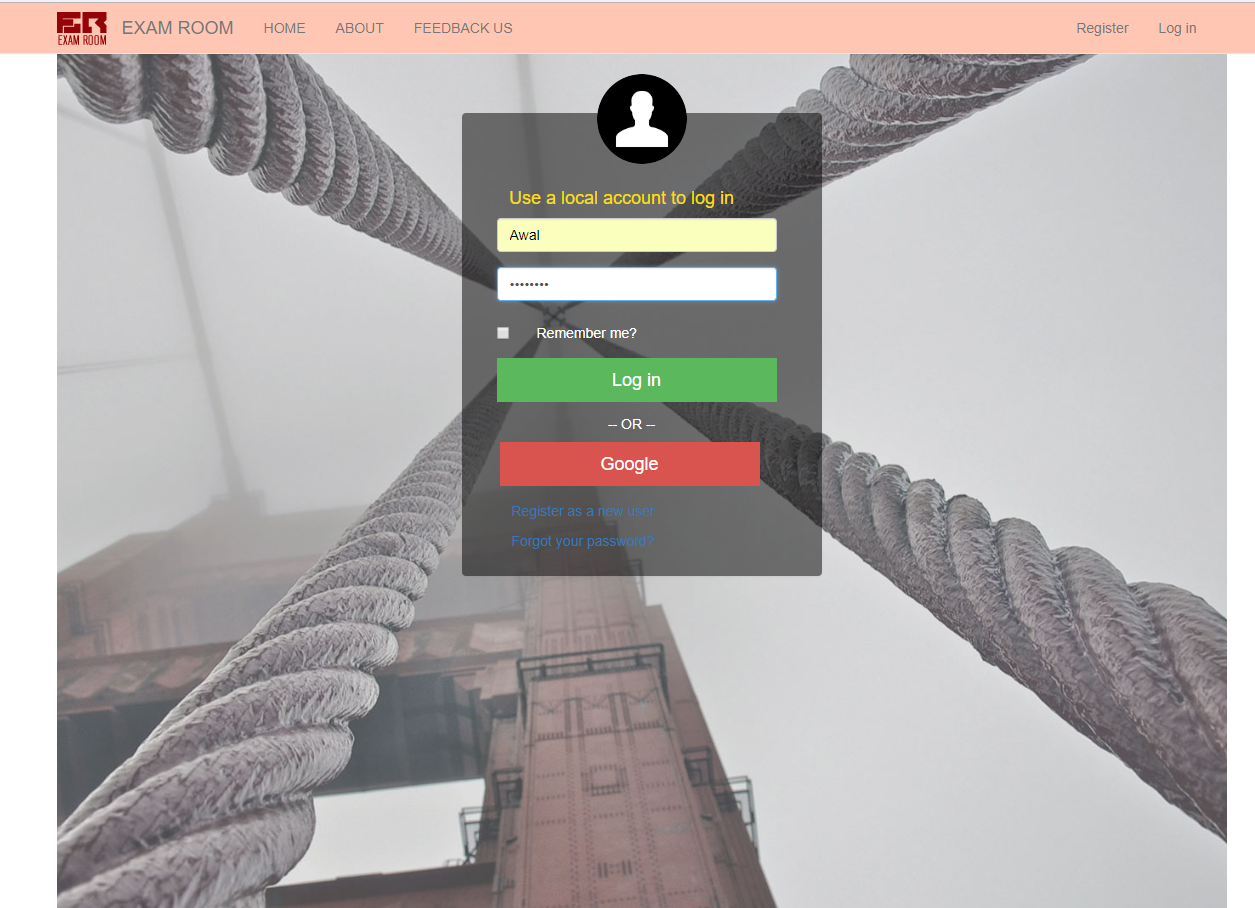 EXAM ROOM
EXAM ROOM HOME ABOUT FEEDBACK US Register Log in
Use a local account to log in
Awal
••••••••
Remember me?
Log in
-- OR --
Google
Register as a new user
Forgot your password?